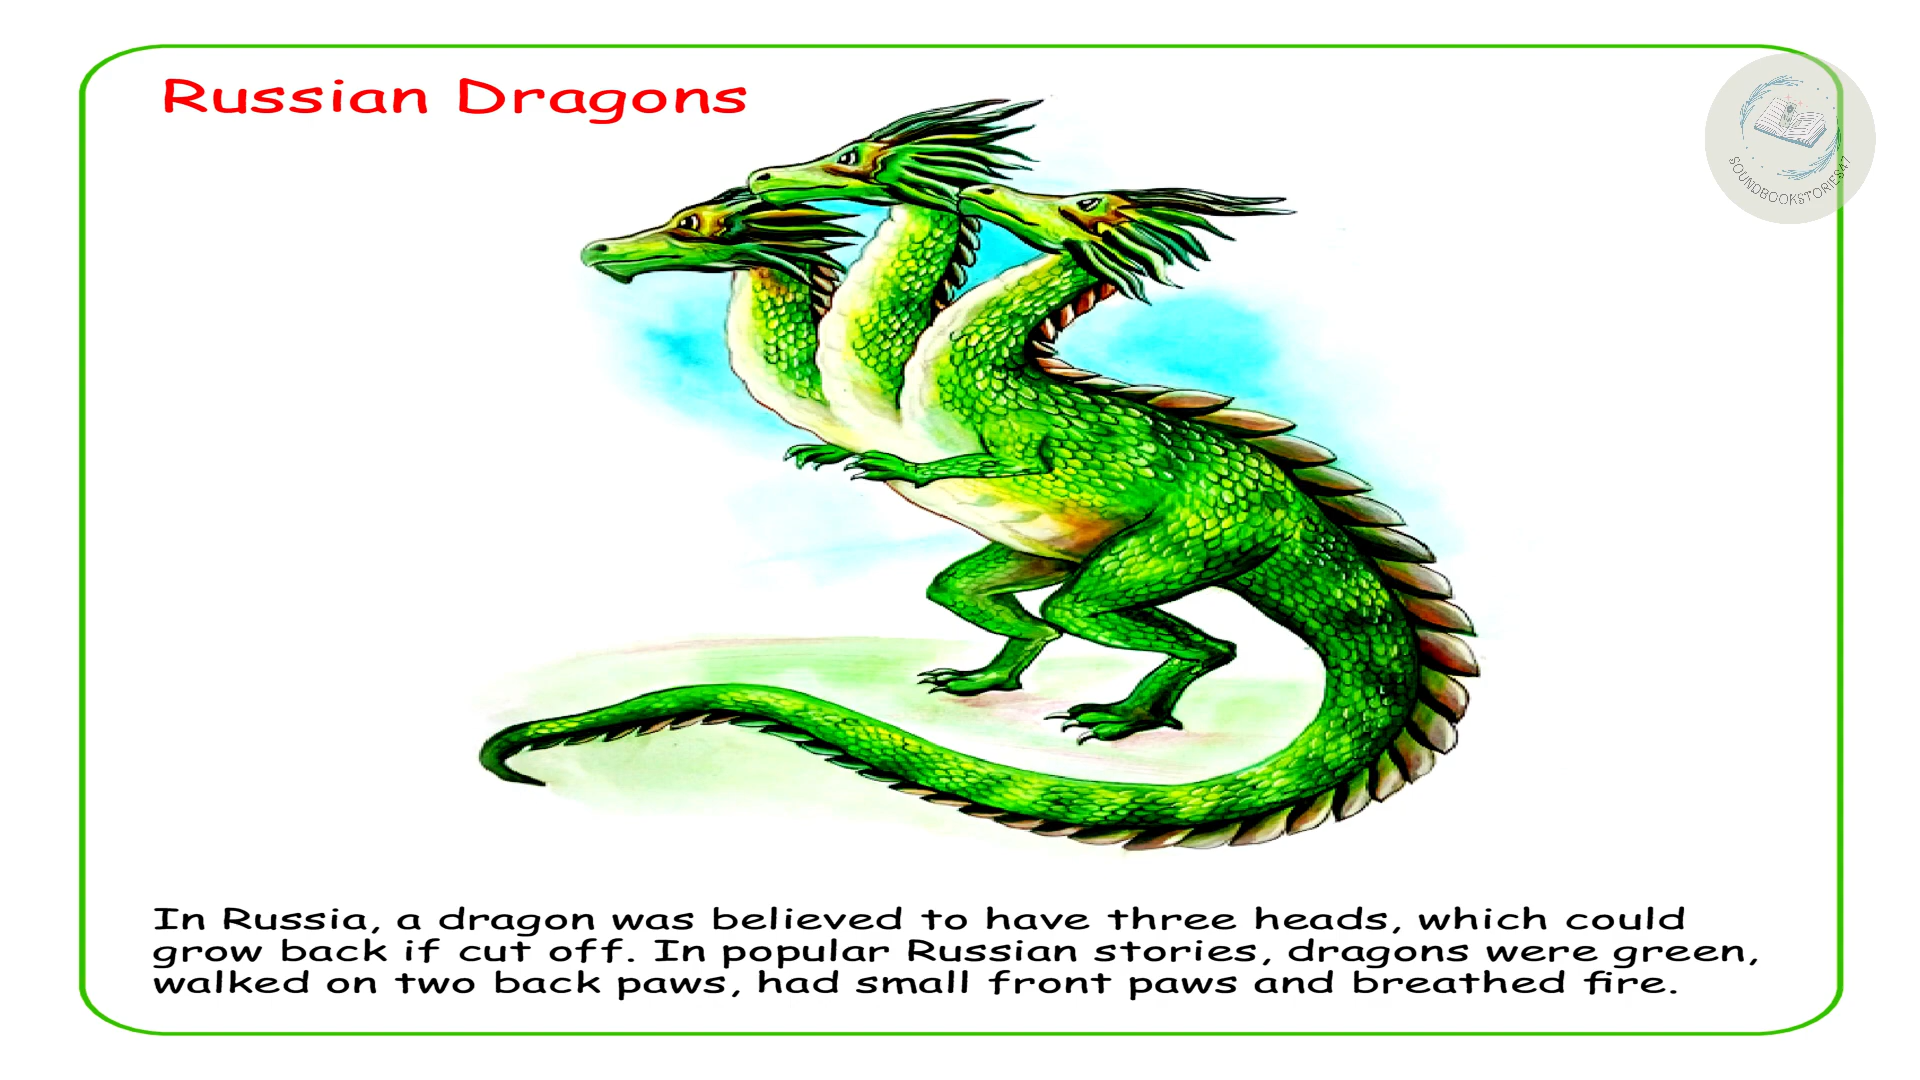 Russian Dragons
SOUNDBOOKSTORIES47
In Russia, a dragon was believed to have three heads, which could
grow back if cut off. In popular Russian stories, dragons were green,
walked on two back paws, had small front paws and breathed fire.